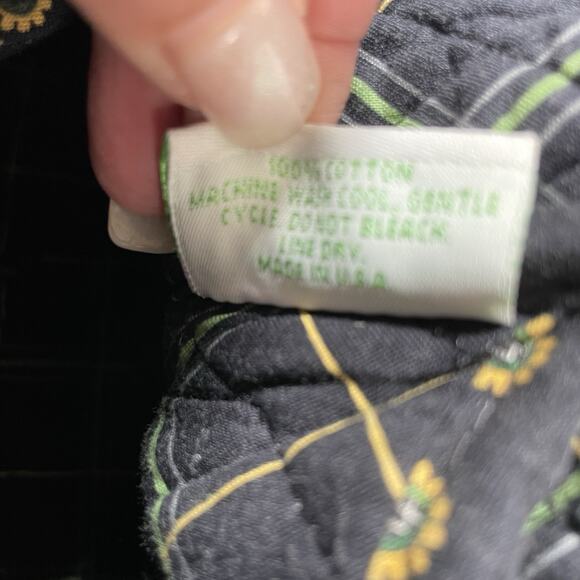 100% COTTON
MACHINE WASH COOL. GENTLE
CYCLE. DO NOT BLEACH.
LINE DRY.
MADE IN U.S.A.